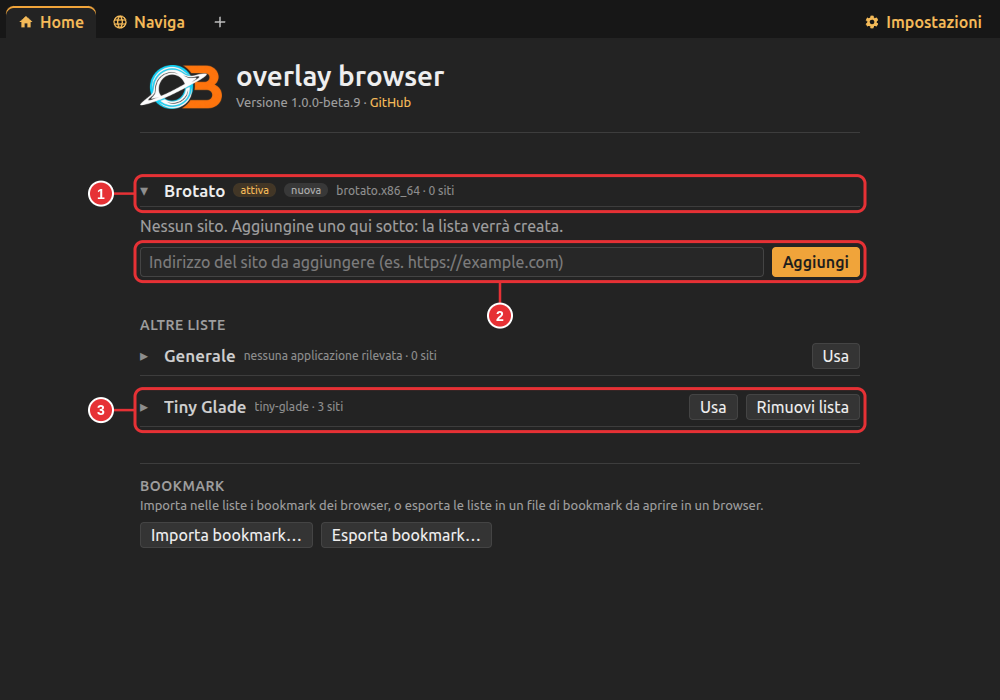 Home Naviga + Impostazioni
overlay browser
Versione 1.0.0-beta.9 · GitHub
1 Brotato attiva nuova brotato.x86_64 · 0 siti
Nessun sito. Aggiungine uno qui sotto: la lista verrà creata.
Indirizzo del sito da aggiungere (es. https://example.com) Aggiungi
2
ALTRE LISTE
Generale nessuna applicazione rilevata · 0 siti Usa
3 Tiny Glade tiny-glade · 3 siti Usa Rimuovi lista
BOOKMARK
Importa nelle liste i bookmark dei browser, o esporta le liste in un file di bookmark da aprire in un browser.
Importa bookmark... Esporta bookmark...